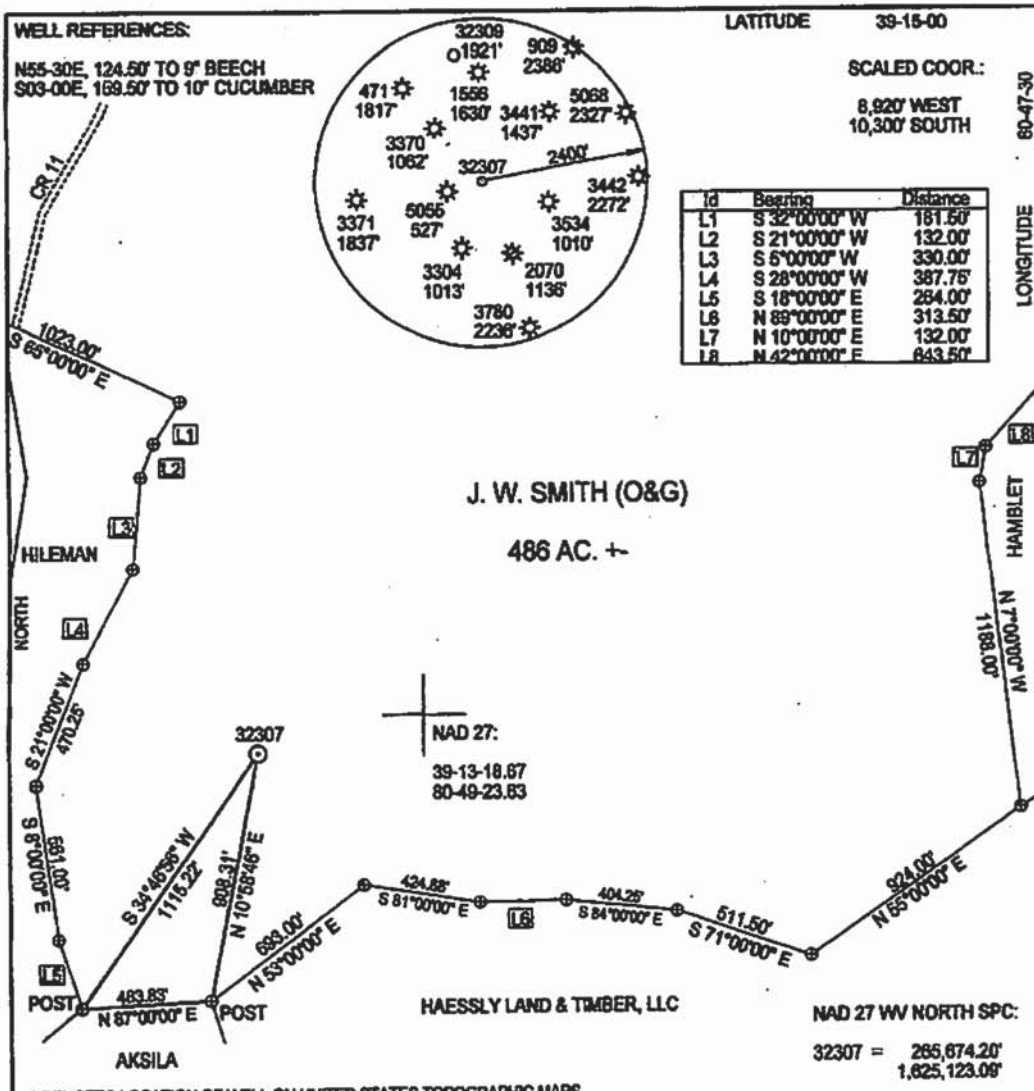 WELL REFERENCES:
N55-30E, 124.50' TO 9" BEECH
S03-00E, 169.50' TO 10" CUCUMBER
LATITUDE 39-15-00
SCALED COOR.:
8,920' WEST
10,300' SOUTH
LONGITUDE 80-47-30
32309
1921'
909
2386'
471
1817'
1556
1630'
3441
1437'
5068
2327'
3370
1062'
32307
2400'
3442
2272'
3371
1837'
5055
527'
3534
1010'
3304
1013'
2070
1136'
3780
2236'
Id Bearing Distance
L1 S 32°00'00" W 181.50'
L2 S 21°00'00" W 132.00'
L3 S 5°00'00" W 330.00'
L4 S 28°00'00" W 387.75'
L5 S 18°00'00" E 264.00'
L6 N 89°00'00" E 313.50'
L7 N 10°00'00" E 132.00'
L8 N 42°00'00" E 643.50'
CR 11
1023.00'
S 65°00'00" E
L1
L2
L3
L4
HILEMAN
NORTH
J. W. SMITH (O&G)
486 AC. +-
L8
L7
HAMBLET
N 7°00'00" W
1188.00'
S 21°00'00" W
470.25'
32307
NAD 27:
39-13-18.67
80-49-23.63
S 8°00'00" E
561.00'
S 34°46'56" W
1115.22'
908.31'
N 10°58'46" E
693.00'
N 53°00'00" E
424.88'
S 81°00'00" E
L6
404.25'
S 84°00'00" E
511.50'
S 71°00'00" E
924.00'
N 55°00'00" E
L5
POST
483.83'
N 87°00'00" E
POST
AKSILA
HAESSLY LAND & TIMBER, LLC
NAD 27 WV NORTH SPC:
32307 = 265,674.20'
1,625,123.09'